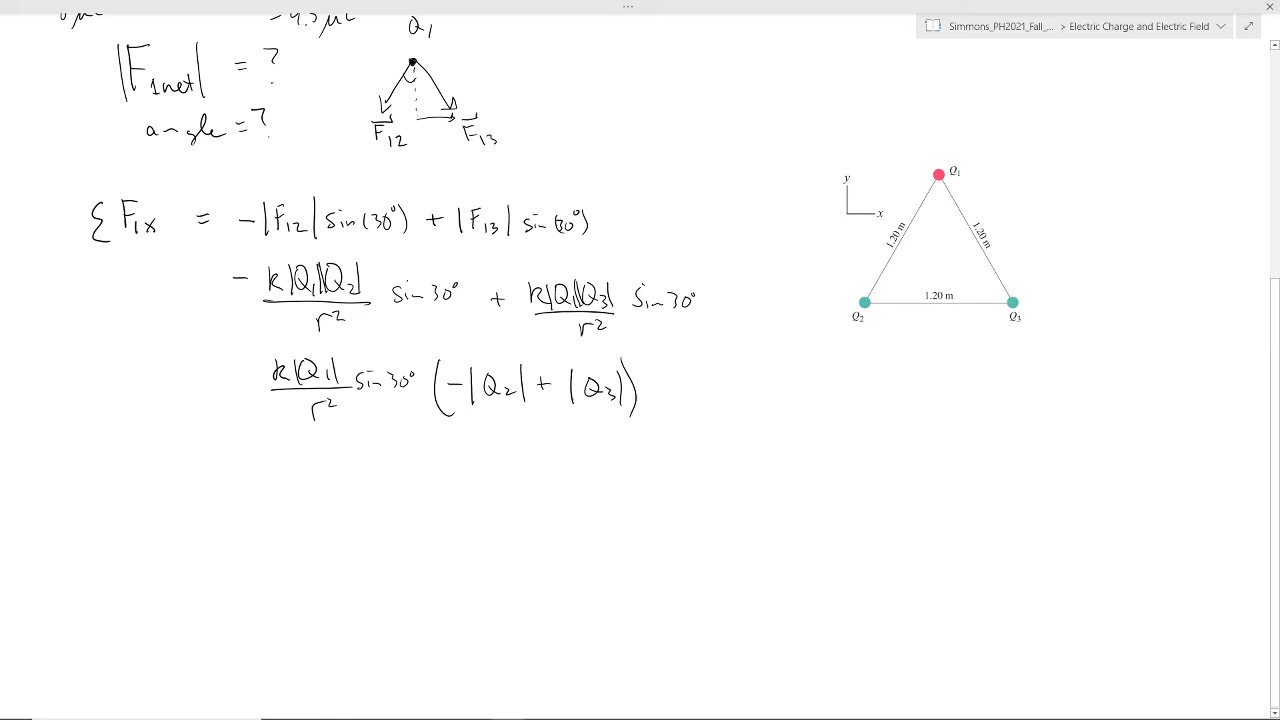 Simmons_PH2021_Fall_... > Electric Charge and Electric Field
Q₁
|F₁net| = ?
angle = ?
F₁₂ F₁₃
ΣF₁ₓ = -|F₁₂| sin(30°) + |F₁₃| sin(30°)
- k|Q₁||Q₂| / r² sin 30° + k|Q₁||Q₃| / r² sin 30°
k|Q₁| / r² sin 30° (-|Q₂| + |Q₃|)
y
x
Q₁
1.20 m
1.20 m
1.20 m
Q₂
Q₃